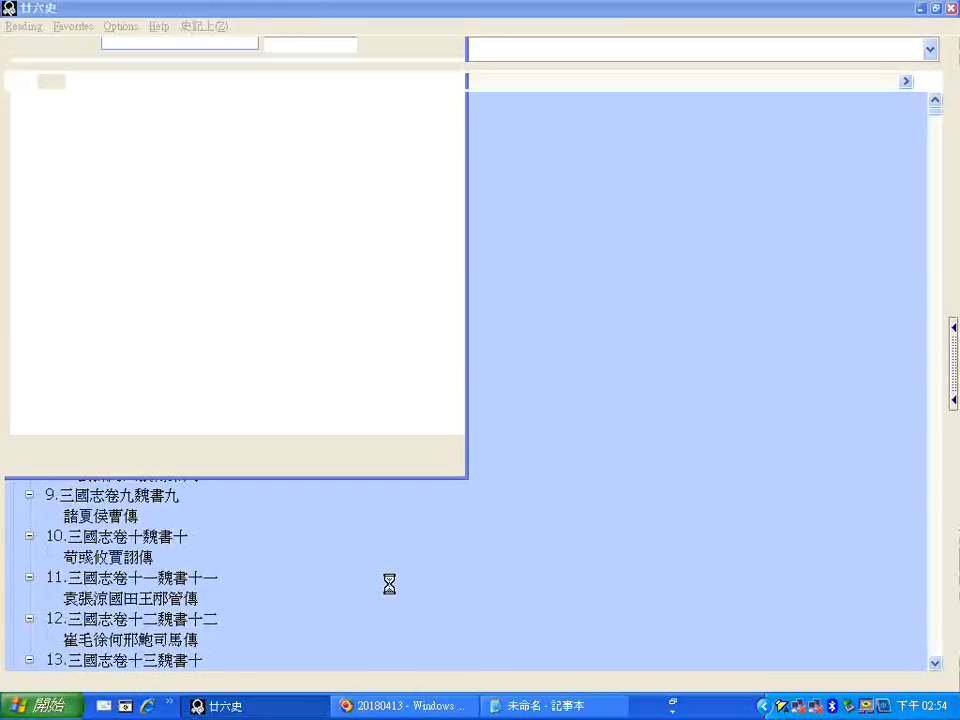 廿六史
Reading Favorites Options Help 史記上(Z)
9.三國志卷九魏書九
諸夏侯曹傳
10.三國志卷十魏書十
荀彧攸賈詡傳
11.三國志卷十一魏書十一
袁張涼國田王邴管傳
12.三國志卷十二魏書十二
崔毛徐何邢鮑司馬傳
13.三國志卷十三魏書十
開始 » 廿六史 20180413 - Windows ... 未命名 - 記事本 下午 02:54